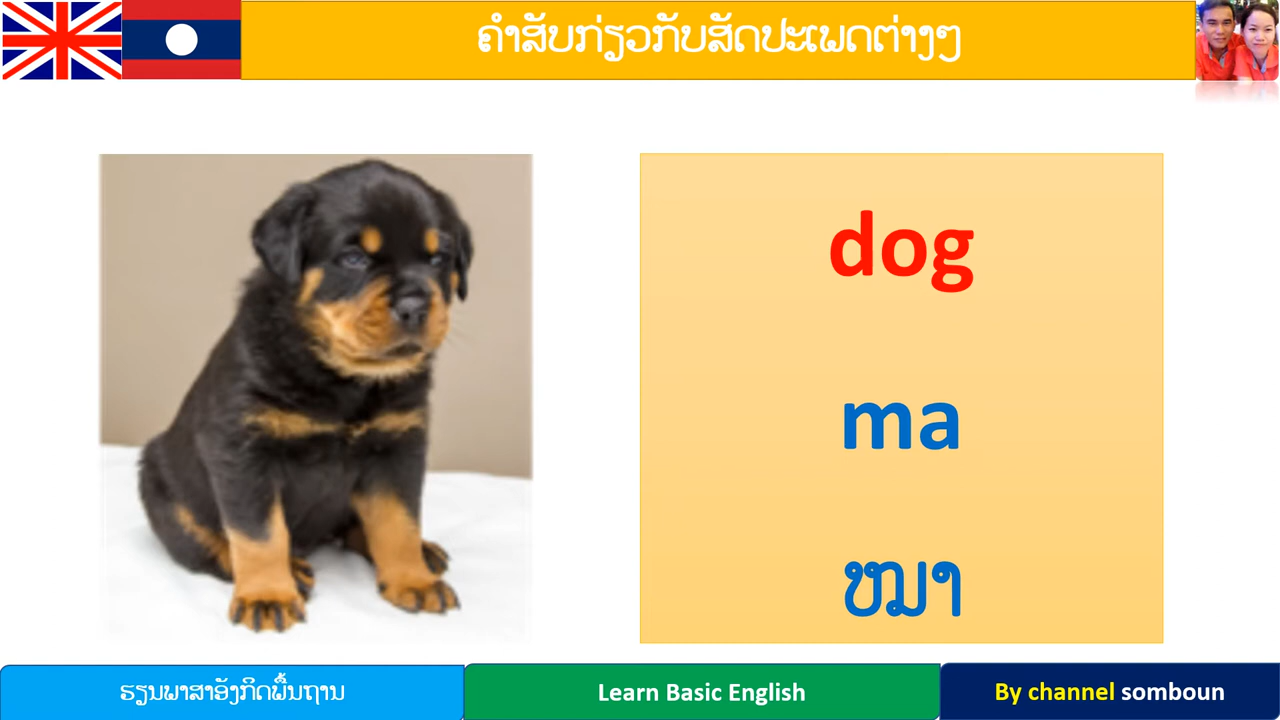 ຄຳສັບກ່ຽວກັບສັດປະເພດຕ່າງໆ
dog
ma
ໝາ
ຮຽນພາສາອັງກິດພື້ນຖານ
Learn Basic English
By channel somboun